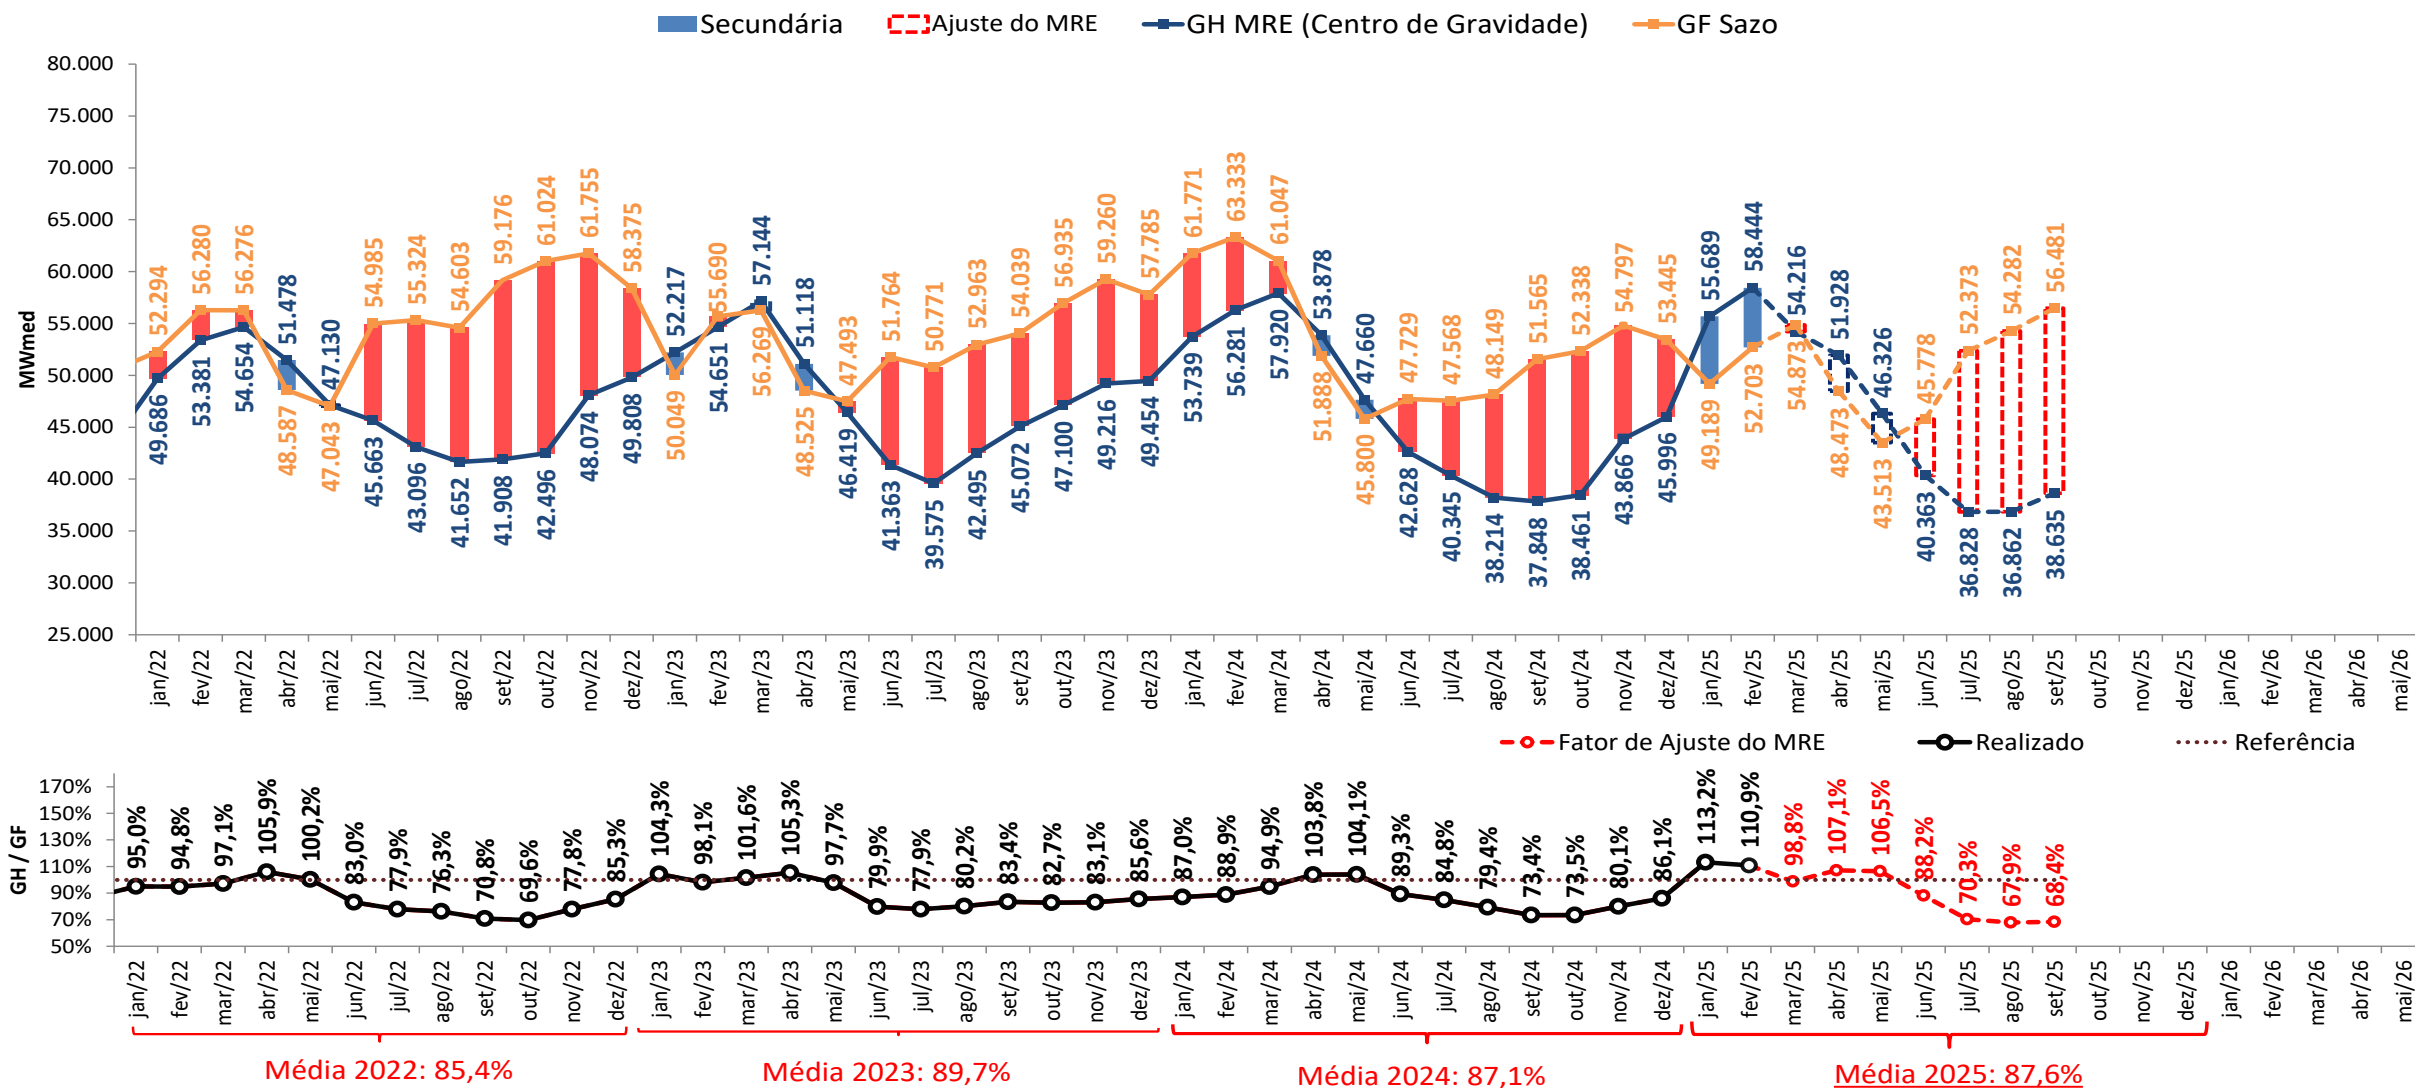 Secundária Ajuste do MRE GH MRE (Centro de Gravidade) GF Sazo
MWmed
80.000
75.000
70.000
65.000
60.000
55.000
50.000
45.000
40.000
35.000
30.000
25.000
52.294 56.280 56.276 48.587 47.043 54.985 55.324 54.603 59.176 61.024 61.755 58.375 50.049 55.690 56.269 48.525 47.493 51.764 50.771 52.963 54.039 56.935 59.260 57.785 61.771 63.333 61.047 51.888 45.800 47.729 47.568 48.149 51.565 52.338 54.797 53.445 49.189 52.703 54.873 48.473 43.513 45.778 52.373 54.282 56.481
49.686 53.381 54.654 51.478 47.130 45.663 43.096 41.652 41.908 42.496 48.074 49.808 52.217 54.651 57.144 51.118 46.419 41.363 39.575 42.495 45.072 47.100 49.216 49.454 53.739 56.281 57.920 53.878 47.660 42.628 40.345 38.214 37.848 38.461 43.866 45.996 55.689 58.444 54.216 51.928 46.326 40.363 36.828 36.862 38.635
jan/22 fev/22 mar/22 abr/22 mai/22 jun/22 jul/22 ago/22 set/22 out/22 nov/22 dez/22 jan/23 fev/23 mar/23 abr/23 mai/23 jun/23 jul/23 ago/23 set/23 out/23 nov/23 dez/23 jan/24 fev/24 mar/24 abr/24 mai/24 jun/24 jul/24 ago/24 set/24 out/24 nov/24 dez/24 jan/25 fev/25 mar/25 abr/25 mai/25 jun/25 jul/25 ago/25 set/25 out/25 nov/25 dez/25 jan/26 fev/26 mar/26 abr/26 mai/26
Fator de Ajuste do MRE Realizado Referência
GH / GF
170%
150%
130%
110%
90%
70%
50%
95,0% 94,8% 97,1% 105,9% 100,2% 83,0% 77,9% 76,3% 70,8% 69,6% 77,8% 85,3% 104,3% 98,1% 101,6% 105,3% 97,7% 79,9% 77,9% 80,2% 83,4% 82,7% 83,1% 85,6% 87,0% 88,9% 94,9% 103,8% 104,1% 89,3% 84,8% 79,4% 73,4% 73,5% 80,1% 86,1% 113,2% 110,9% 98,8% 107,1% 106,5% 88,2% 70,3% 67,9% 68,4%
jan/22 fev/22 mar/22 abr/22 mai/22 jun/22 jul/22 ago/22 set/22 out/22 nov/22 dez/22 jan/23 fev/23 mar/23 abr/23 mai/23 jun/23 jul/23 ago/23 set/23 out/23 nov/23 dez/23 jan/24 fev/24 mar/24 abr/24 mai/24 jun/24 jul/24 ago/24 set/24 out/24 nov/24 dez/24 jan/25 fev/25 mar/25 abr/25 mai/25 jun/25 jul/25 ago/25 set/25 out/25 nov/25 dez/25 jan/26 fev/26 mar/26 abr/26 mai/26
Média 2022: 85,4% Média 2023: 89,7% Média 2024: 87,1% Média 2025: 87,6%